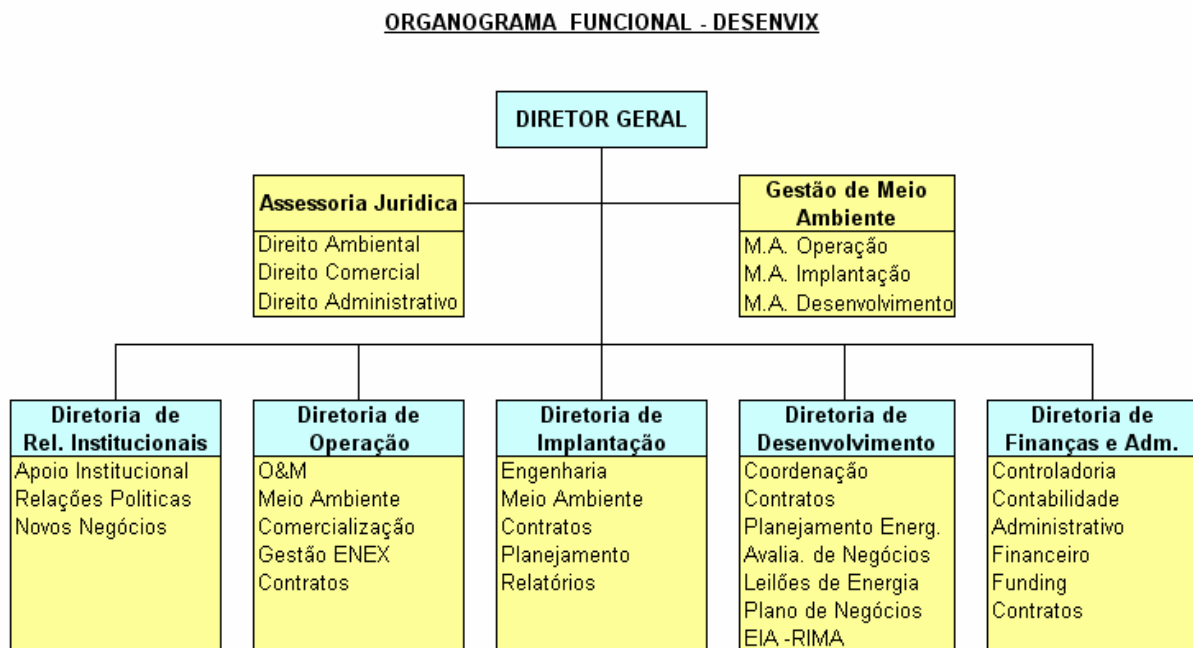 ORGANOGRAMA FUNCIONAL - DESENVIX
DIRETOR GERAL
Assessoria Juridica
Direito Ambiental
Direito Comercial
Direito Administrativo
Gestão de Meio
Ambiente
M.A. Operação
M.A. Implantação
M.A. Desenvolvimento
Diretoria de
Rel. Institucionais
Apoio Institucional
Relações Politicas
Novos Negócios
Diretoria de
Operação
O&M
Meio Ambiente
Comercialização
Gestão ENEX
Contratos
Diretoria de
Implantação
Engenharia
Meio Ambiente
Contratos
Planejamento
Relatórios
Diretoria de
Desenvolvimento
Coordenação
Contratos
Planejamento Energ.
Avalia. de Negócios
Leilões de Energia
Plano de Negócios
EIA -RIMA
Diretoria de
Finanças e Adm.
Controladoria
Contabilidade
Administrativo
Financeiro
Funding
Contratos